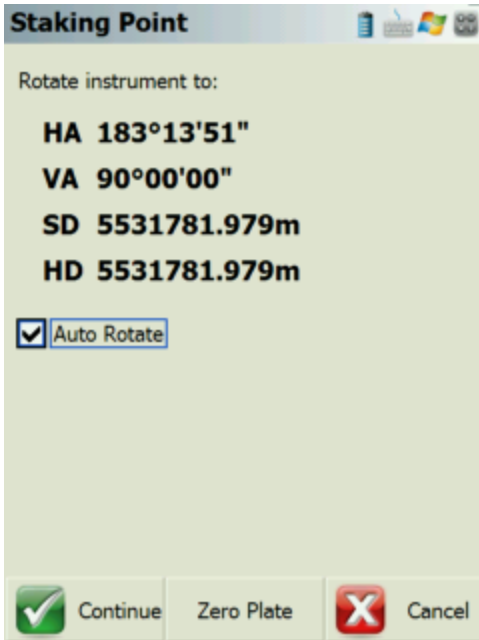 Staking Point
Rotate instrument to:
HA 183°13'51"
VA 90°00'00"
SD 5531781.979m
HD 5531781.979m
Auto Rotate
Continue Zero Plate Cancel